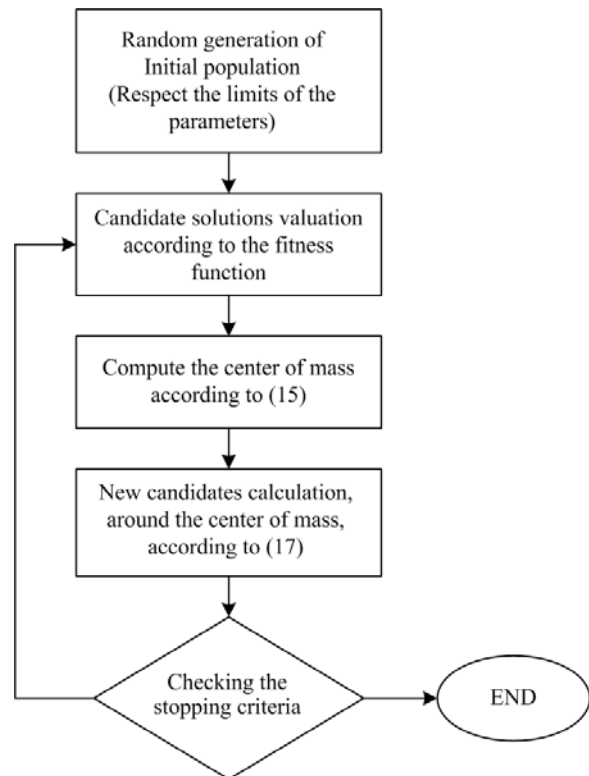 Random generation of
Initial population
(Respect the limits of the
parameters)
Candidate solutions valuation
according to the fitness
function
Compute the center of mass
according to (15)
New candidates calculation,
around the center of mass,
according to (17)
Checking the
stopping criteria
END